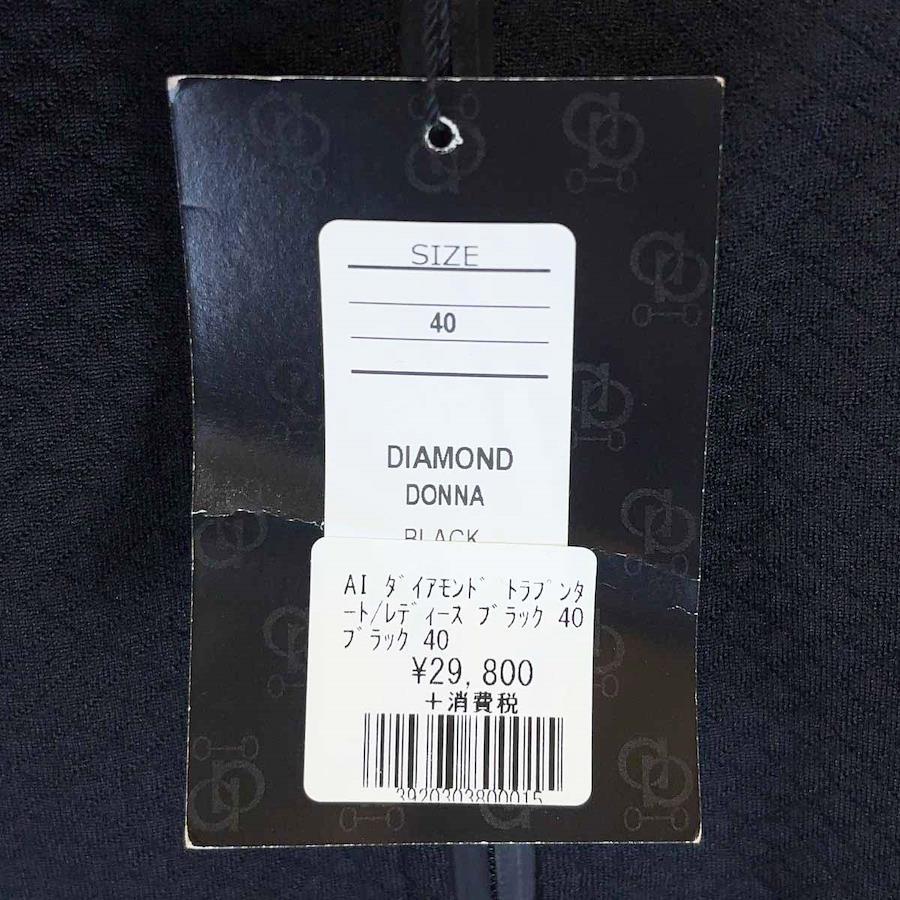 SIZE
40
DIAMOND
DONNA
BLACK
AI ﾀﾞｲｱﾓﾝﾄﾞ ﾄﾗﾌﾟﾝﾀ
ｰﾄ/ﾚﾃﾞｨｰｽ ﾌﾞﾗｯｸ 40
ﾌﾞﾗｯｸ 40
¥29,800
+消費税
3920303800015